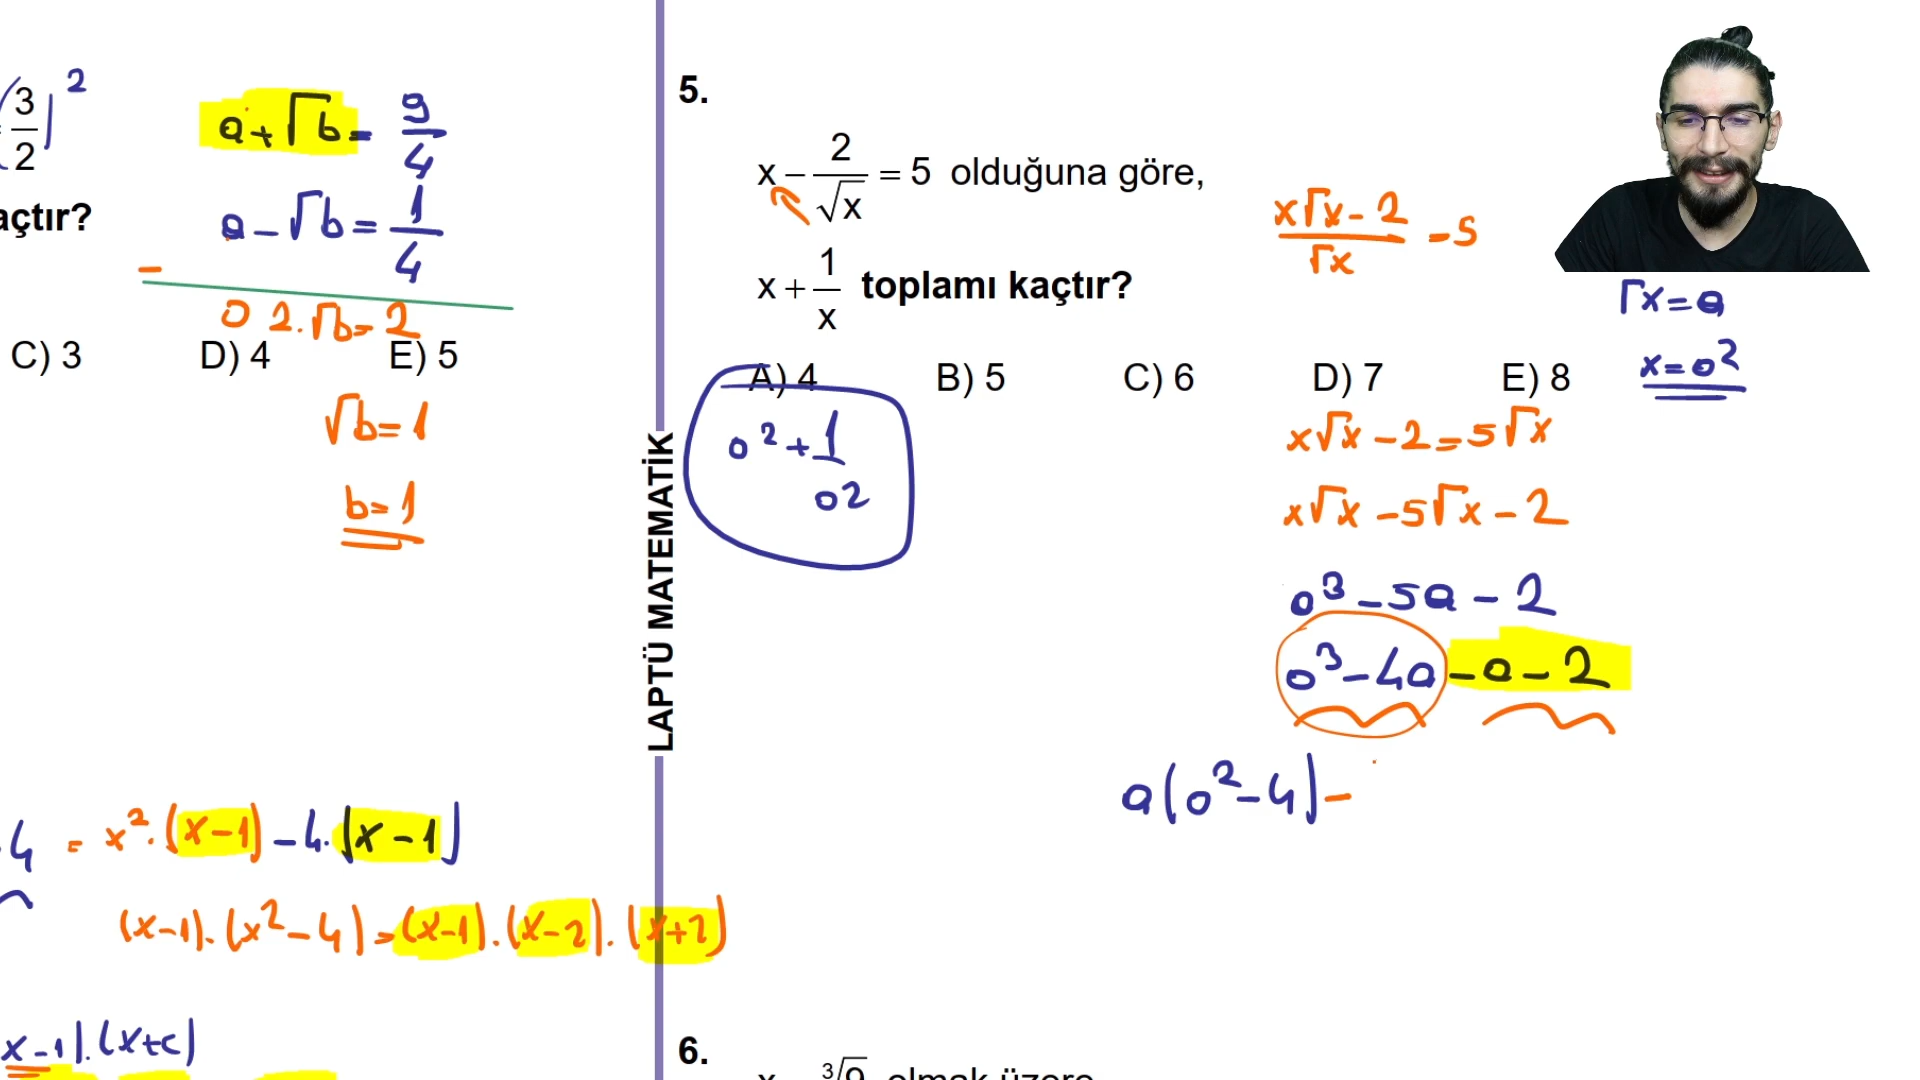 (3/2)² 
açtır?
a+√b=9/4
a-√b=1/4
-
0 2.√b=2
C) 3 D) 4 E) 5
√b=1
b=1
4 = x².(x-1)-4.(x-1)
(x-1).(x²-4)=(x-1).(x-2).(x+2)
x-1).(x+c)
LAPTÜ MATEMATİK
5.
x-2/√x=5 olduğuna göre,
x+1/x toplamı kaçtır?
A) 4 B) 5 C) 6 D) 7 E) 8
a²+1/a²
x√x-2/√x=5
√x=a
x=a²
x√x-2=5√x
x√x-5√x-2
a³-5a-2
a³-4a-a-2
a(a²-4)-
6.